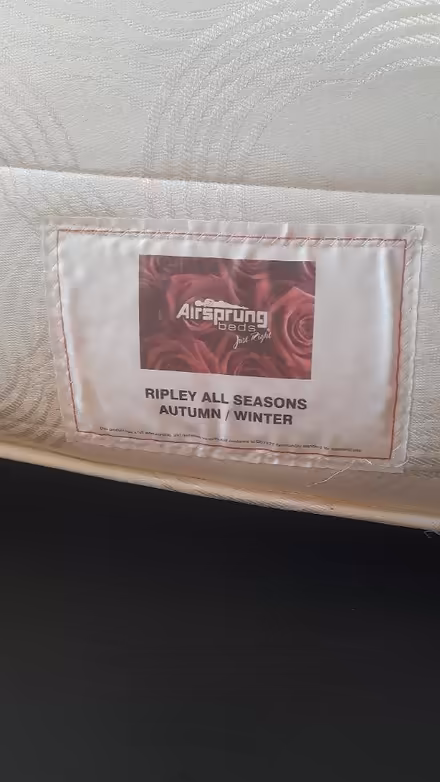 Airsprung
beds
Just Right
RIPLEY ALL SEASONS
AUTUMN / WINTER